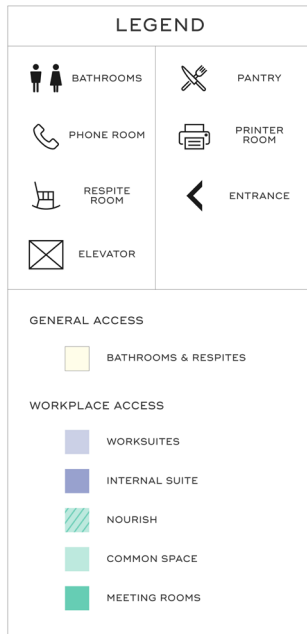 LEGEND
BATHROOMS
PANTRY
PHONE ROOM
PRINTER
ROOM
RESPITE
ROOM
ENTRANCE
ELEVATOR
GENERAL ACCESS
BATHROOMS & RESPITES
WORKPLACE ACCESS
WORKSUITES
INTERNAL SUITE
NOURISH
COMMON SPACE
MEETING ROOMS